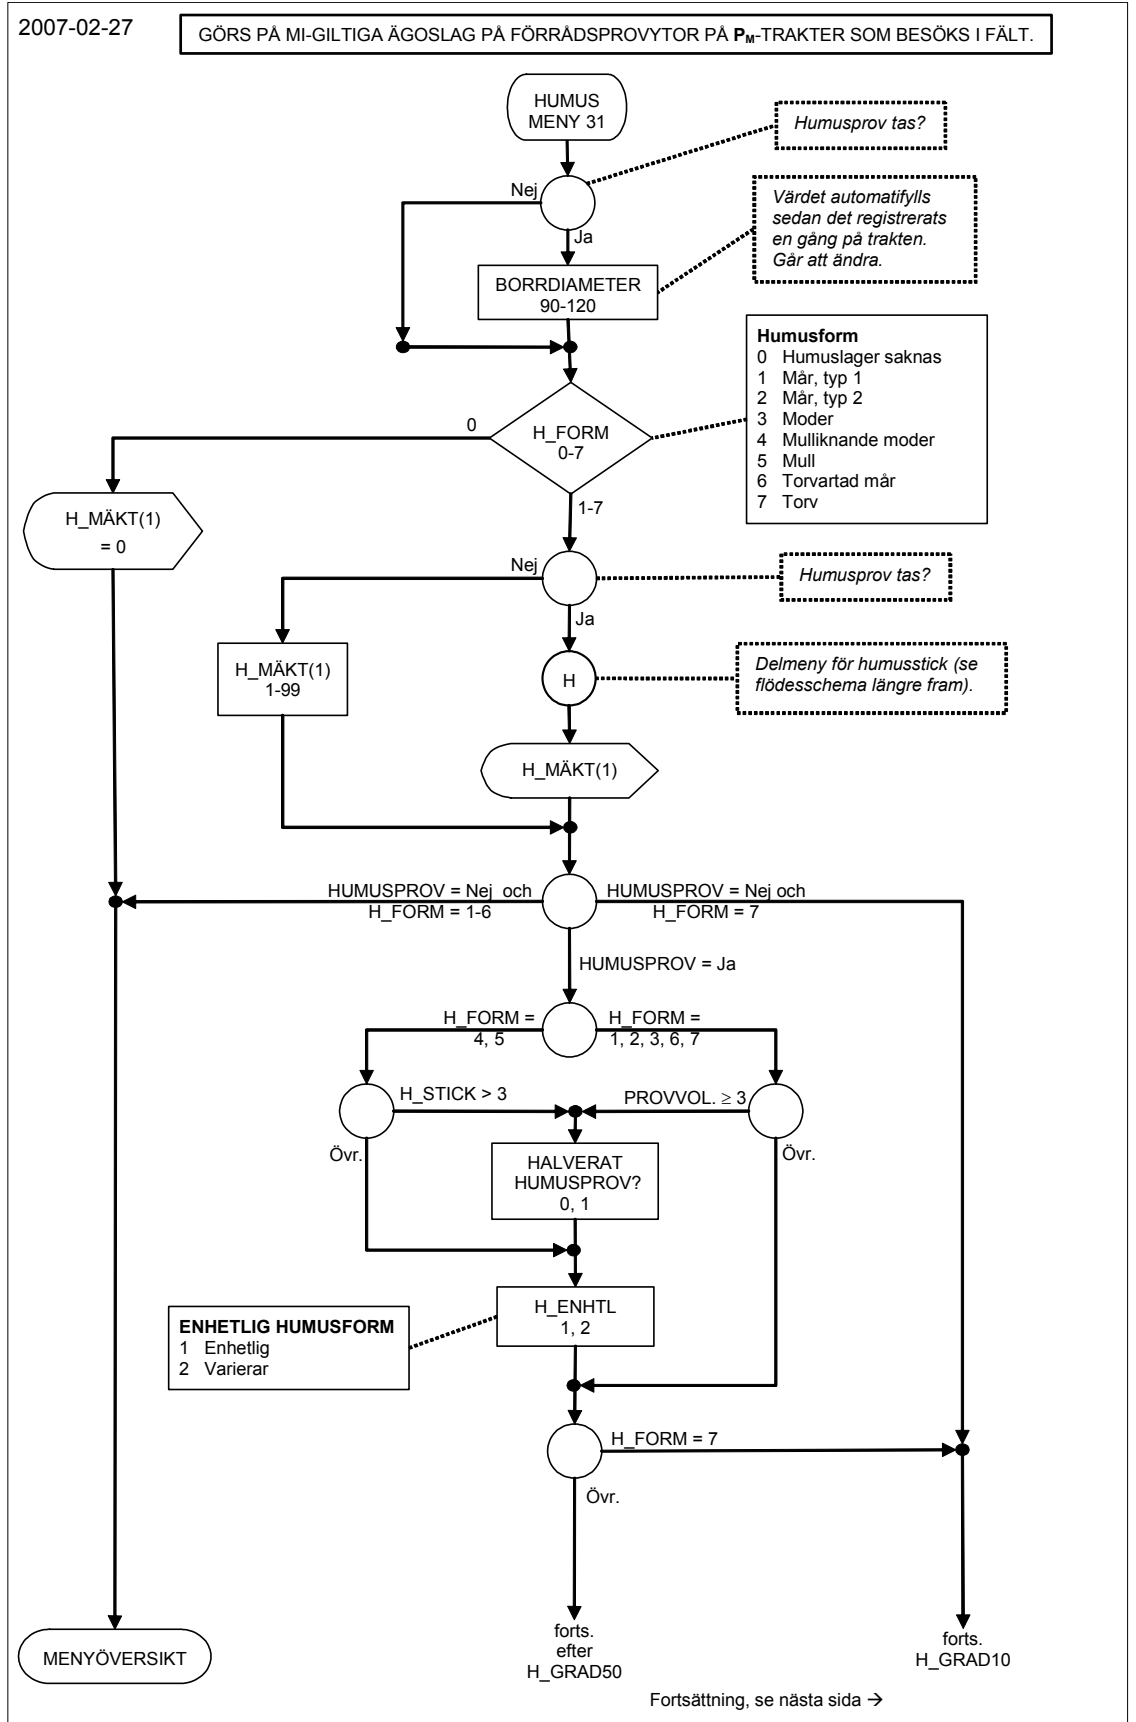 2007-02-27
GÖRS PÅ MI-GILTIGA ÄGOSLAG PÅ FÖRRÅDSPROVYTOR PÅ PM-TRAKTER SOM BESÖKS I FÄLT.
HUMUS
MENY 31
Humusprov tas?
Nej
Ja
Värdet automatifylls
sedan det registrerats
en gång på trakten.
Går att ändra.
BORRDIAMETER
90-120
Humusform
0 Humuslager saknas
1 Mår, typ 1
2 Mår, typ 2
3 Moder
4 Mulliknande moder
5 Mull
6 Torvartad mår
7 Torv
0
H_FORM
0-7
1-7
H_MÄKT(1)
= 0
Nej
Humusprov tas?
Ja
H_MÄKT(1)
1-99
H
Delmeny för humusstick (se
flödesschema längre fram).
H_MÄKT(1)
HUMUSPROV = Nej och
H_FORM = 1-6
HUMUSPROV = Nej och
H_FORM = 7
HUMUSPROV = Ja
H_FORM =
4, 5
H_FORM =
1, 2, 3, 6, 7
H_STICK > 3
PROVVOL. ≥ 3
Övr.
Övr.
HALVERAT
HUMUSPROV?
0, 1
H_ENHTL
1, 2
ENHETLIG HUMUSFORM
1 Enhetlig
2 Varierar
H_FORM = 7
Övr.
MENYÖVERSIKT
forts.
efter
H_GRAD50
forts.
H_GRAD10
Fortsättning, se nästa sida →